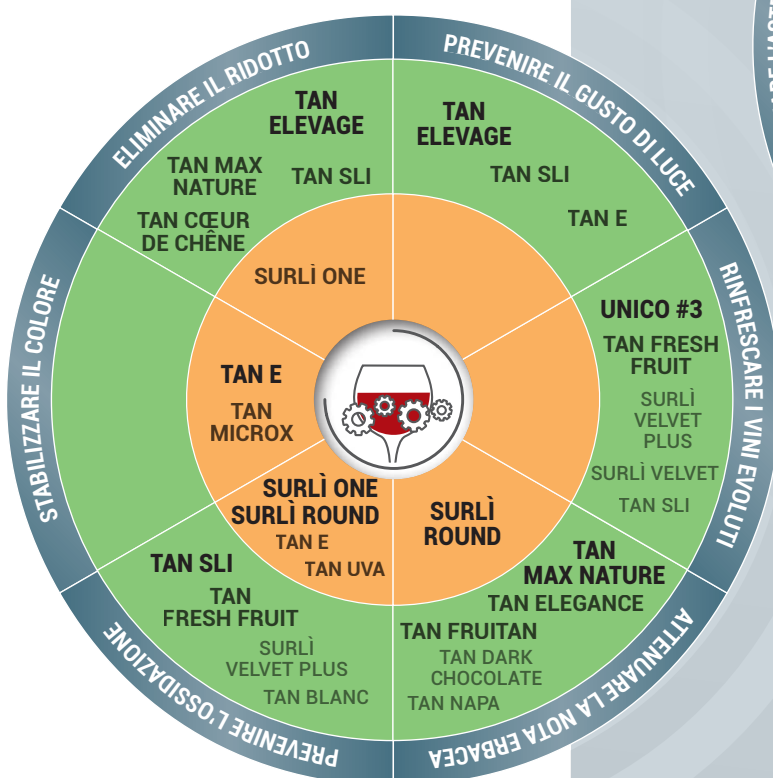 ELIMINARE IL RIDOTTO
TAN
ELEVAGE
TAN MAX
NATURE
TAN SLI
TAN CŒUR
DE CHÊNE
SURLÌ ONE
PREVENIRE IL GUSTO DI LUCE
TAN
ELEVAGE
TAN SLI
TAN E
RINFRESCARE I VINI EVOLUTI
UNICO #3
TAN FRESH
FRUIT
SURLÌ
VELVET
PLUS
SURLÌ VELVET
TAN SLI
ATTENUARE LA NOTA ERBACEA
SURLÌ
ROUND
TAN
MAX NATURE
TAN ELEGANCE
TAN FRUITAN
TAN DARK
CHOCOLATE
TAN NAPA
PREVENIRE L'OSSIDAZIONE
SURLÌ ONE
SURLÌ ROUND
TAN E
TAN UVA
TAN SLI
TAN
FRESH FRUIT
SURLÌ
VELVET PLUS
TAN BLANC
STABILIZZARE IL COLORE
TAN E
TAN
MICROX